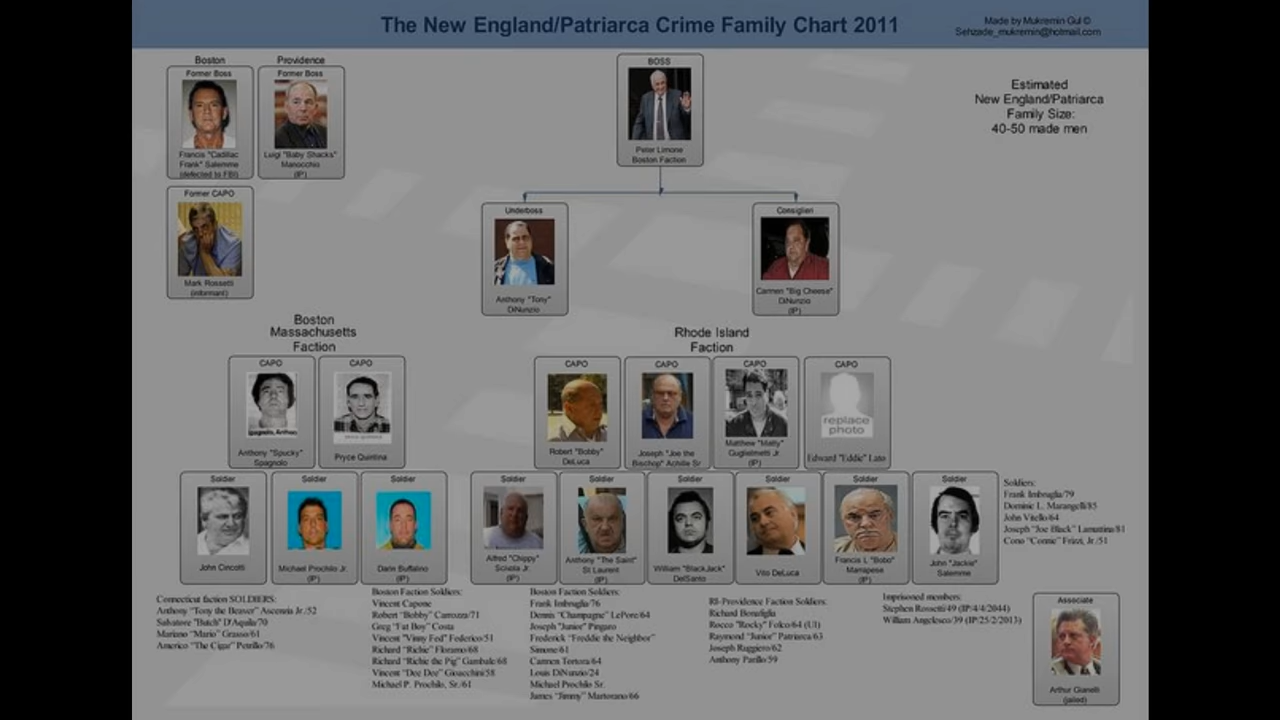 The New England/Patriarca Crime Family Chart 2011
Made by Mukremin Gul ©
Sehzade_mukremin@hotmail.com
Boston
Former Boss
Francis "Cadillac
Frank" Salemme
(defected to FBI)
Providence
Former Boss
Luigi "Baby Shacks"
Manocchio
(IP)
BOSS
Peter Limone
Boston Faction
Estimated
New England/Patriarca
Family Size:
40-50 made men
Former CAPO
Mark Rossetti
(informant)
Underboss
Anthony "Tony"
DiNunzio
Consiglieri
Carmen "Big Cheese"
DiNunzio
(IP)
Boston
Massachusetts
Faction
Rhode Island
Faction
CAPO
Anthony "Spucky"
Spagnolo
CAPO
Pryce Quintina
CAPO
Robert "Bobby"
DeLuca
CAPO
Joseph "Joe the
Bishop" Achille Sr
CAPO
Matthew "Matty"
Guglielmetti Jr.
(IP)
CAPO
replace
photo
Edward "Eddie" Lato
Soldier
John Cincotti
Soldier
Michael Prochilo Jr.
(IP)
Soldier
Darin Buffalino
(IP)
Soldier
Alfred "Chippy"
Scivola Jr.
(IP)
Soldier
Anthony "The Saint"
St Laurent
(IP)
Soldier
William "BlackJack"
DelSanto
Soldier
Vito DeLuca
Soldier
Francis L "Bobo"
Marrapese
(IP)
Soldier
John "Jackie"
Salemme
Soldiers:
Frank Imbruglia/79
Dominic L. Marangelli/85
John Vitello/64
Joseph "Joe Black" Lamattina/81
Cono "Connie" Frizzi, Jr./51
Connecticut faction SOLDIERS:
Anthony "Tony the Beaver" Ascenzia Jr./52
Salvatore "Butch" D'Aquila/70
Mariano "Mario" Grasso/61
Americo "The Cigar" Petrillo/76
Boston Faction Soldiers:
Vincent Capone
Robert "Bobby" Carrozza/71
Greg "Fat Boy" Costa
Vincent "Vinny Fed" Federico/51
Richard "Richie" Floramo/68
Richard "Richie the Pig" Gambale/68
Vincent "Dee Dee" Gioacchini/58
Michael P. Prochilo, Sr./61
Boston Faction Soldiers:
Frank Imbruglia/76
Dennis "Champagne" LePore/64
Joseph "Junior" Pingaro
Frederick "Freddie the Neighbor"
Simone/61
Carmen Tortora/64
Louis DiNunzio/24
Michael Prochilo Sr.
James "Jimmy" Martorano/66
RI-Providence Faction Soldiers:
Richard Bonafiglia
Rocco "Rocky" Folco/64 (U1)
Raymond "Junior" Patriarca/63
Joseph Ruggiero/62
Anthony Parillo/59
Imprisoned members:
Stephen Rossetti/49 (IP:4/4/2044)
William Angelesco/39 (IP:25/2/2013)
Associate
Arthur Gianelli
(jailed)